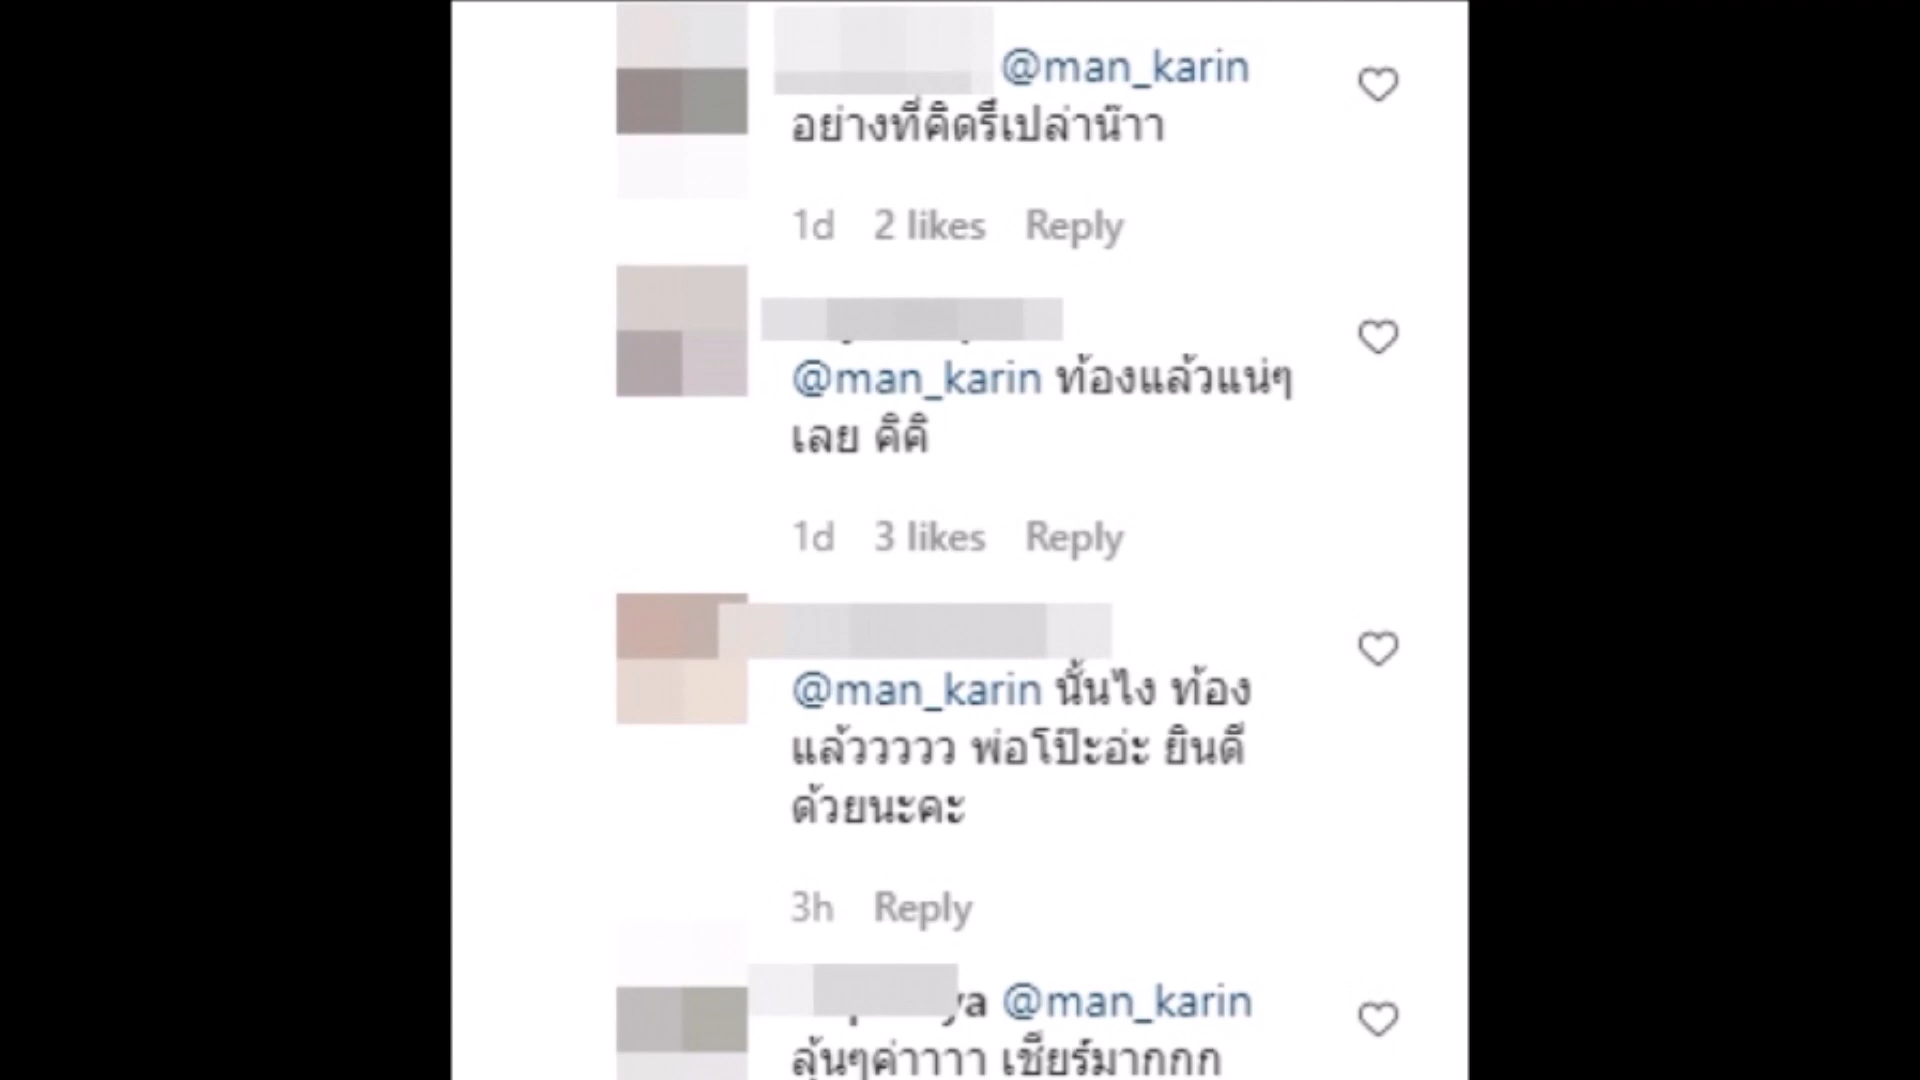 @man_karin
อย่างที่คิดรึเปล่าน๊าา
1d 2 likes Reply
@man_karin ท้องแล้วแน่ๆ
เลย คิคิ
1d 3 likes Reply
@man_karin นั้นไง ท้อง
แล้ววววว พ่อโป๊ะอ่ะ ยินดี
ด้วยนะคะ
3h Reply
@man_karin
ลุ้นๆค่าาาา เชียร์มากกก